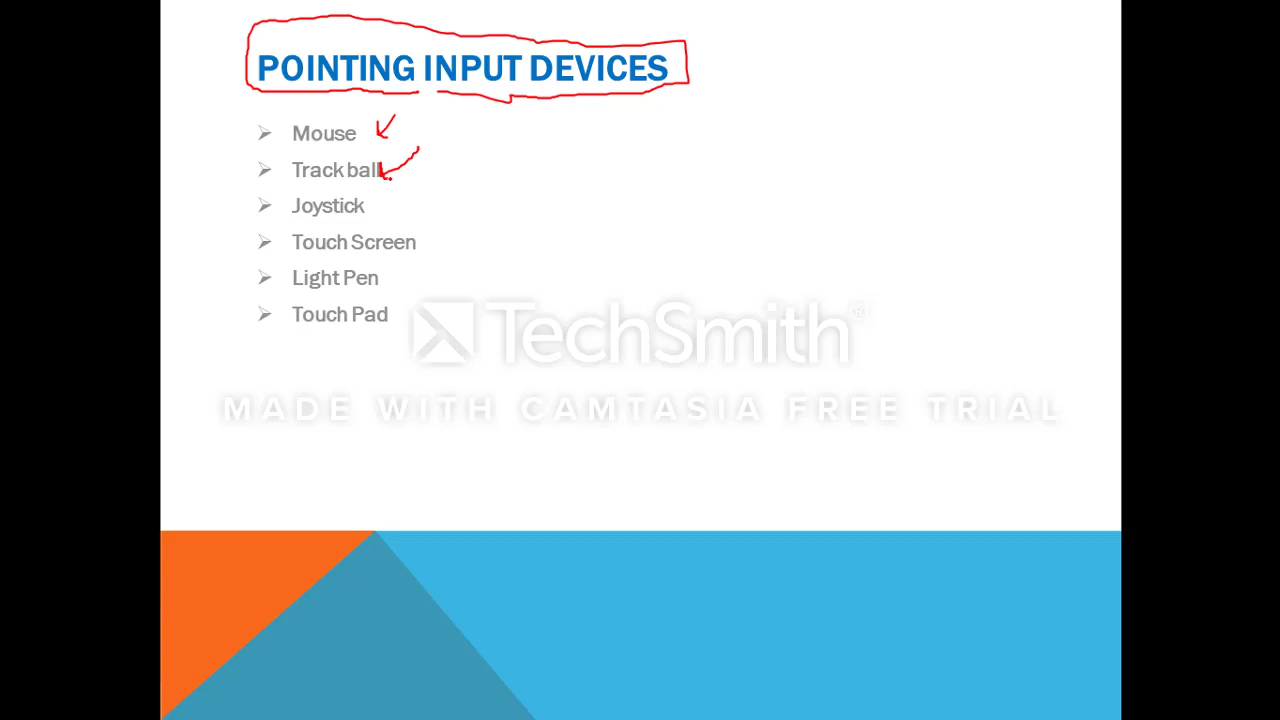 POINTING INPUT DEVICES
Mouse
Track ball
Joystick
Touch Screen
Light Pen
Touch Pad
TechSmith®
MADE WITH CAMTASIA FREE TRIAL